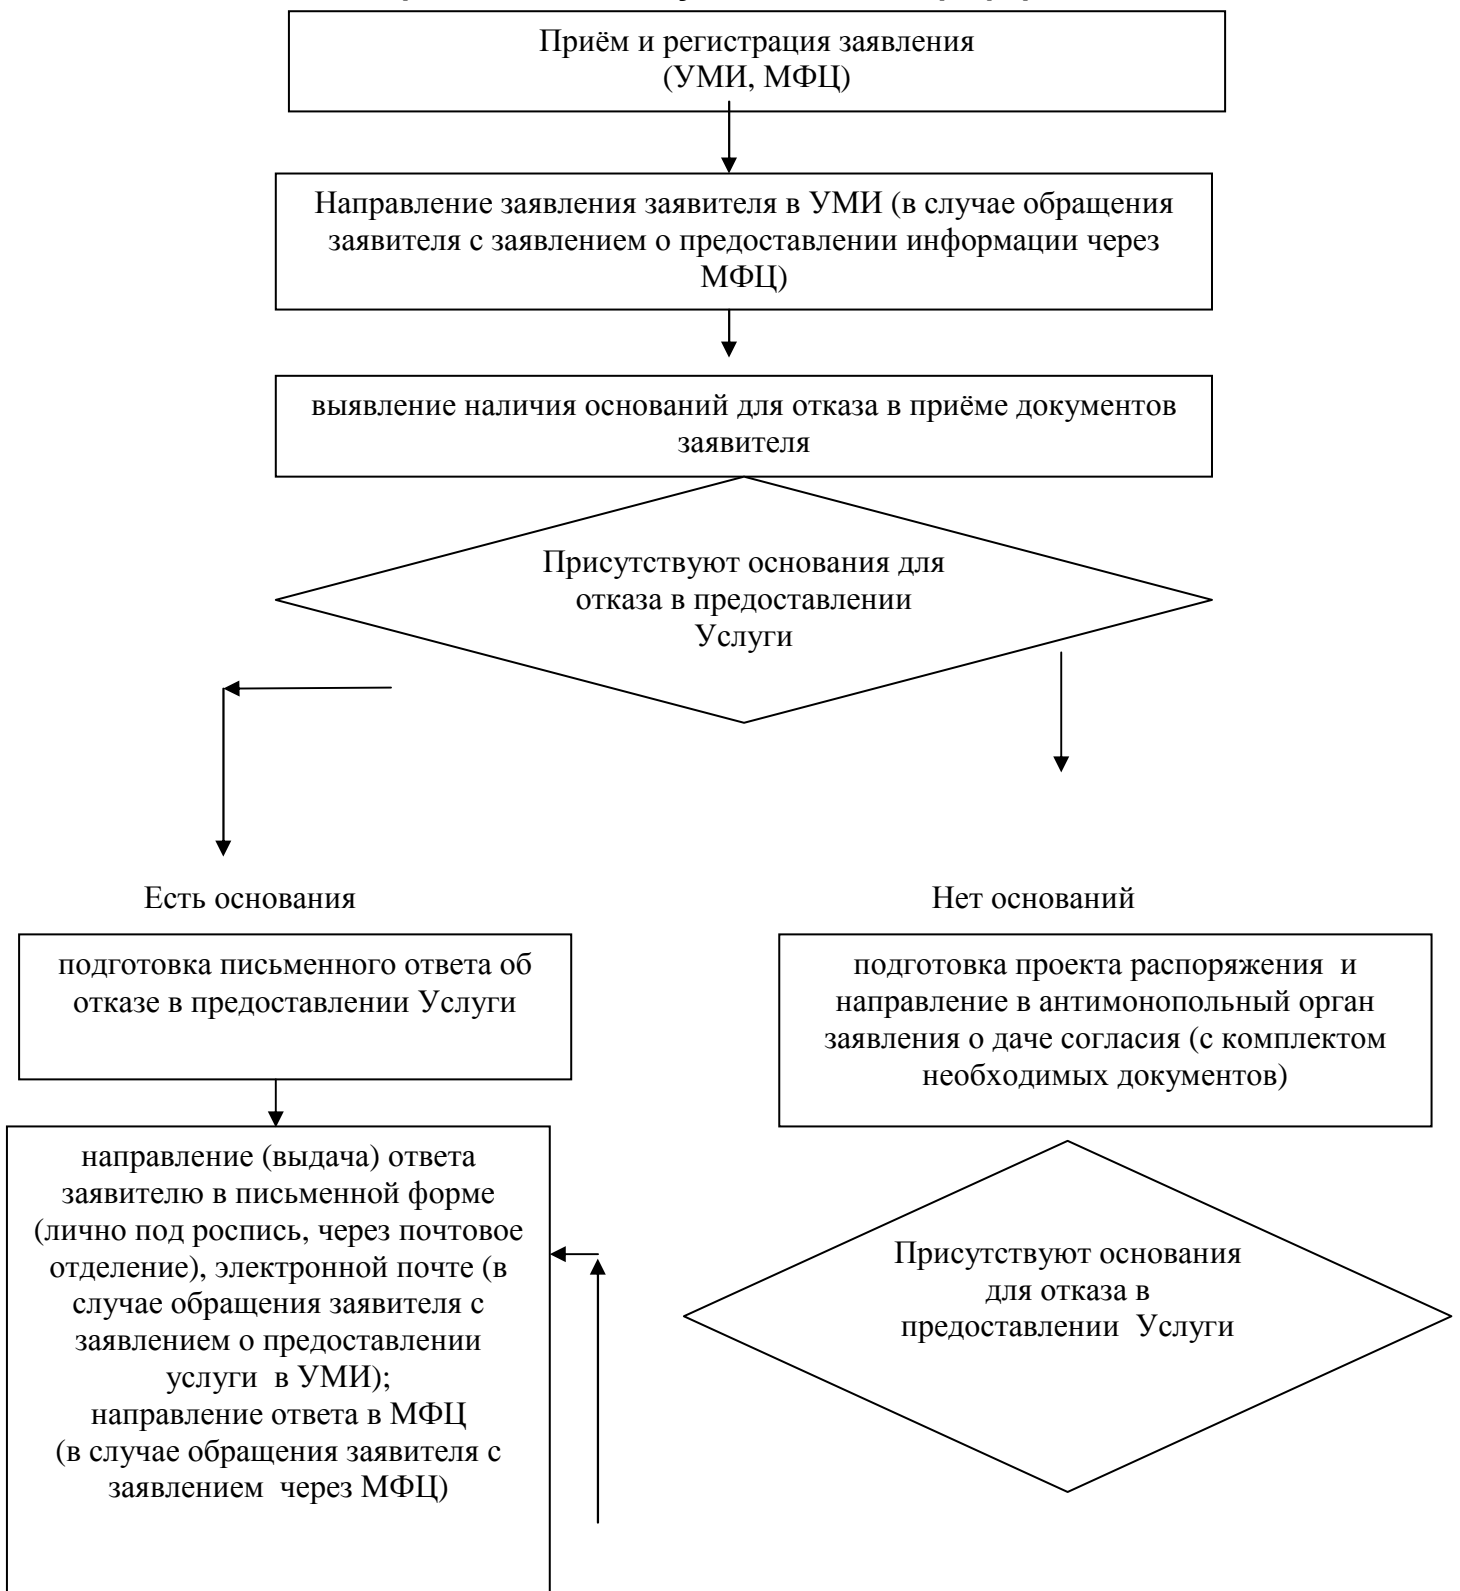 Приём и регистрация заявления
(УМИ, МФЦ)
Направление заявления заявителя в УМИ (в случае обращения
заявителя с заявлением о предоставлении информации через
МФЦ)
выявление наличия оснований для отказа в приёме документов
заявителя
Присутствуют основания для
отказа в предоставлении
Услуги
Есть основания
Нет оснований
подготовка письменного ответа об
отказе в предоставлении Услуги
подготовка проекта распоряжения  и
направление в антимонопольный орган
заявления о даче согласия (с комплектом
необходимых документов)
направление (выдача) ответа
заявителю в письменной форме
(лично под роспись, через почтовое
отделение), электронной почте (в
случае обращения заявителя с
заявлением о предоставлении
услуги  в УМИ);
направление ответа в МФЦ
(в случае обращения заявителя с
заявлением  через МФЦ)
Присутствуют основания
для отказа в
предоставлении  Услуги